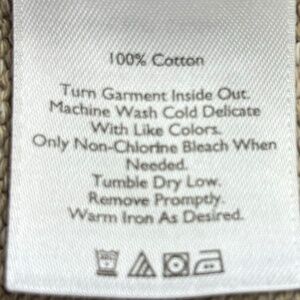 100% Cotton
Turn Garment Inside Out.
Machine Wash Cold Delicate
With Like Colors.
Only Non-Chlorine Bleach When
Needed.
Tumble Dry Low.
Remove Promptly.
Warm Iron As Desired.